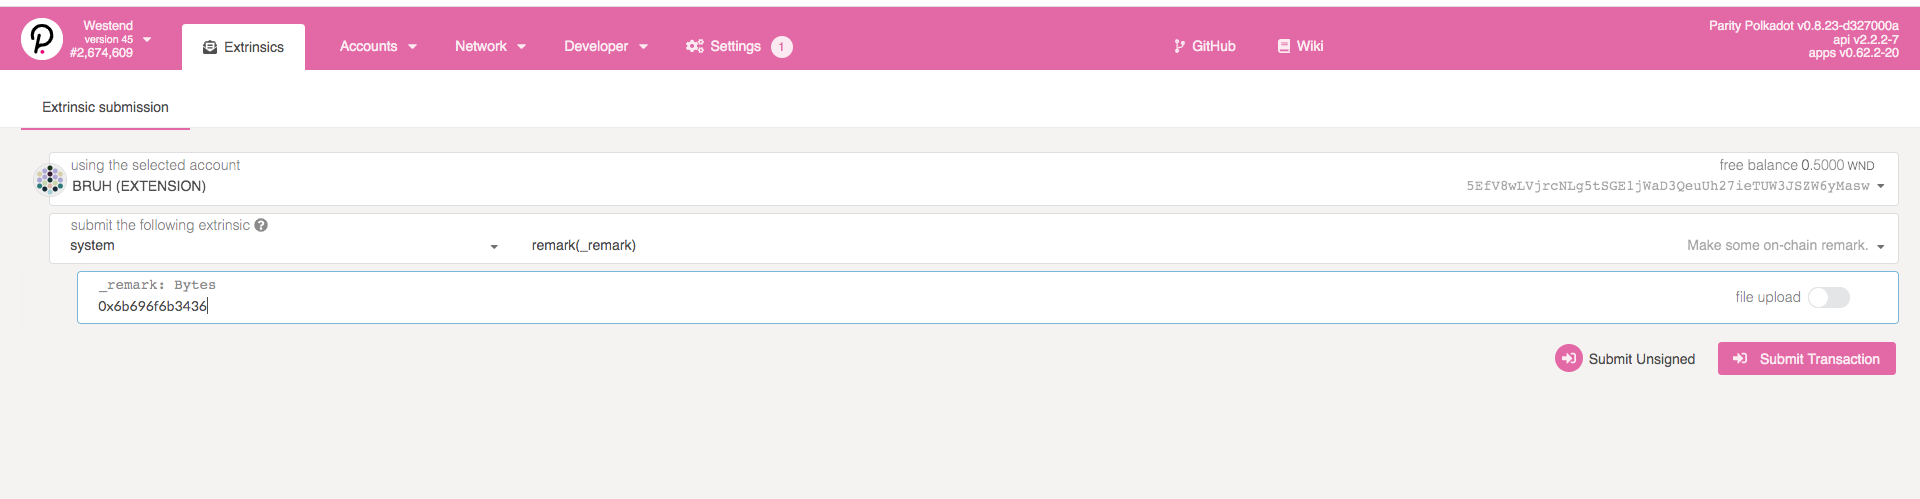 Westend
version 45
#2,674,609
Extrinsics
Accounts
Network
Developer
Settings 1
GitHub
Wiki
Parity Polkadot v0.8.23-d327000a
api v2.2.2-7
apps v0.62.2-20
Extrinsic submission
using the selected account
BRUH (EXTENSION)
free balance 0.5000 WND
5EfV8wLVjrcNLg5tSGE1jWaD3QeuUh27ieTUW3JSZW6yMasw
submit the following extrinsic ?
system
remark(_remark)
Make some on-chain remark.
_remark: Bytes
0x6b696f6b3436
file upload
Submit Unsigned
Submit Transaction